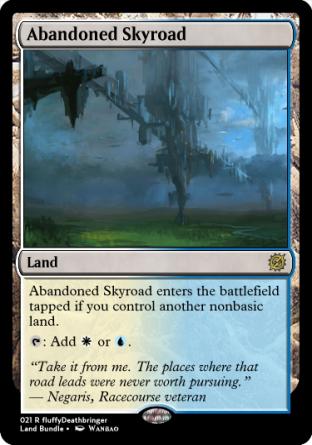 Abandoned Skyroad
Land
Abandoned Skyroad enters the battlefield
tapped if you control another nonbasic
land.
: Add or .
“Take it from me. The places where that
road leads were never worth pursuing.”
— Negaris, Racecourse veteran
021 R fluffyDeathbringer
Land Bundle • Wanbao